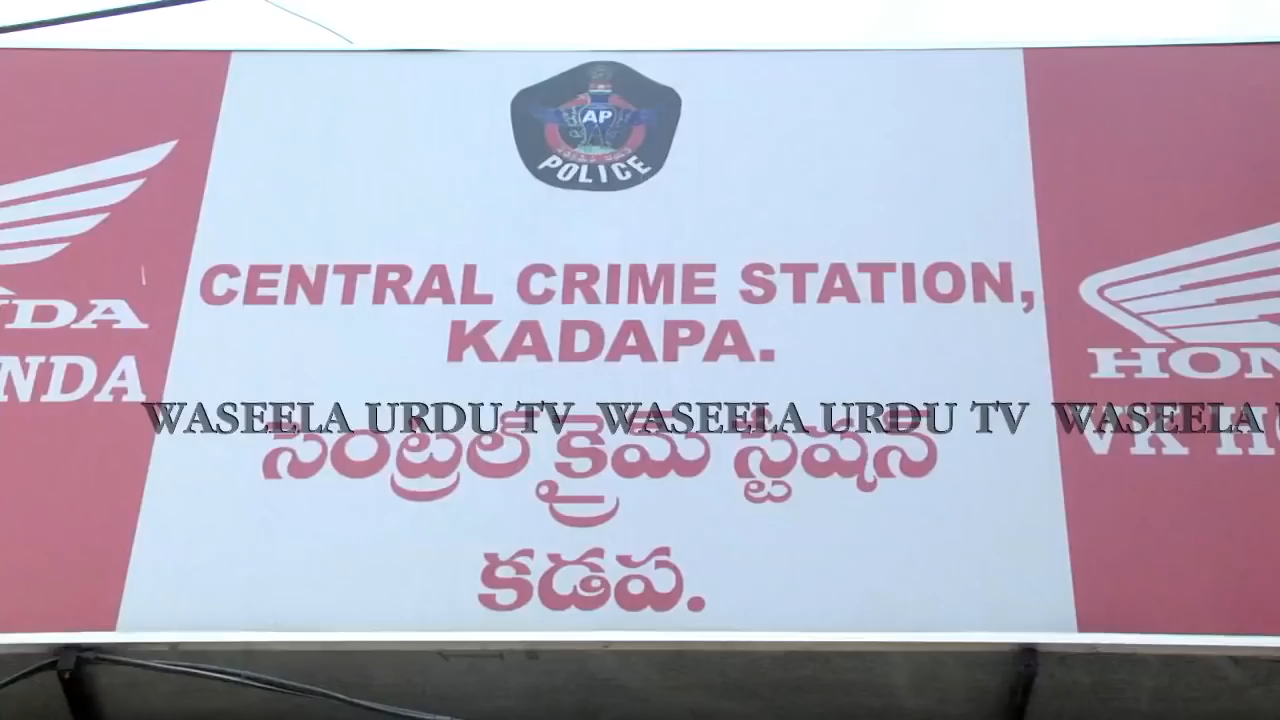 AP
POLICE
CENTRAL CRIME STATION,
KADAPA.
WASEELA URDU TV WASEELA URDU TV WASEELA
సెంట్రల్ క్రైమ్ స్టేషన్
కడప.
NDA
NDA
HON
VK H